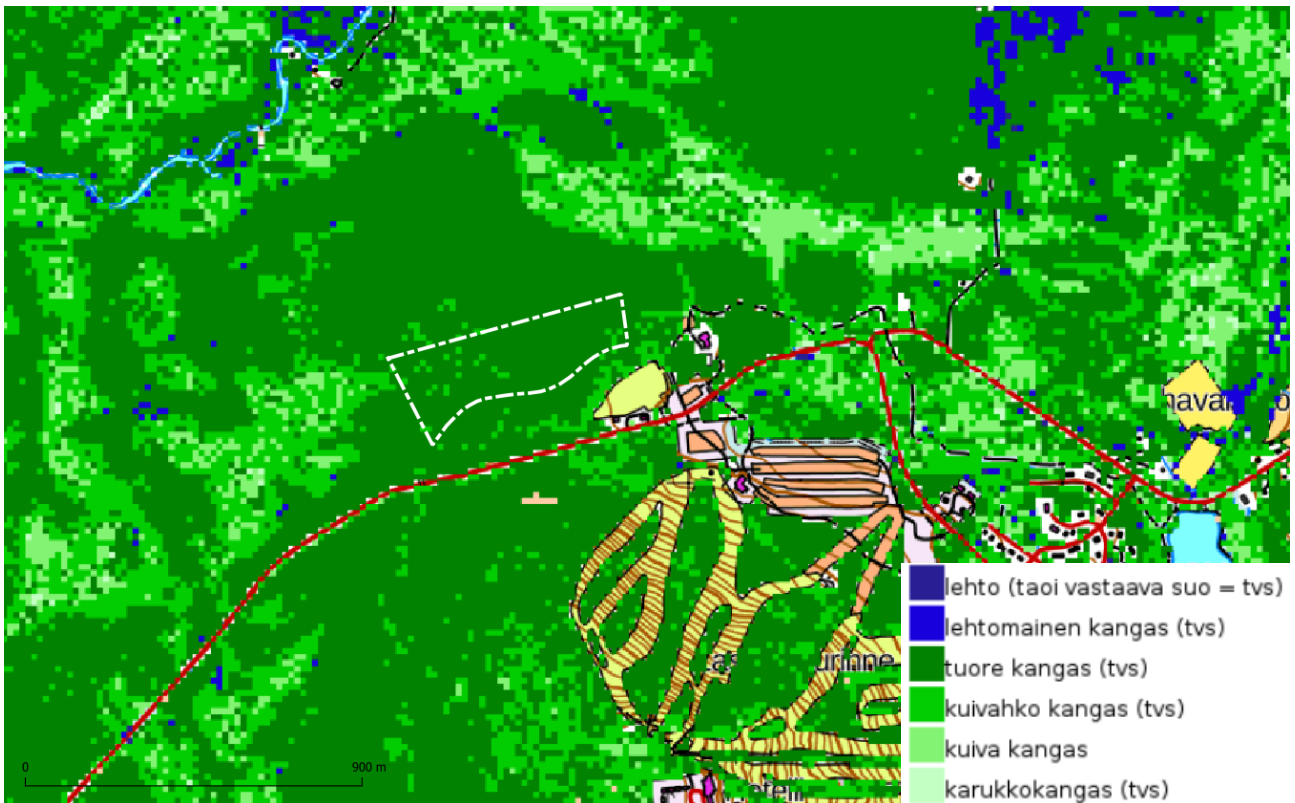 0
900 m
lehto (taoi vastaava suo = tvs)
lehtomainen kangas (tvs)
tuore kangas (tvs)
kuivahko kangas (tvs)
kuiva kangas
karukkokangas (tvs)